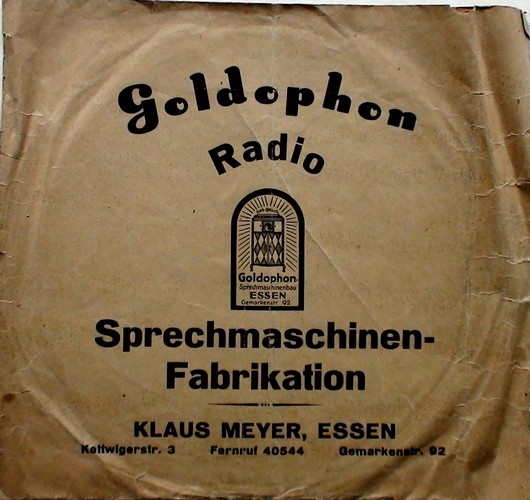 Goldophon
Radio
Goldophon
Sprechmaschinenbau
ESSEN
Gemarkenstr. 92
Sprechmaschinen-
Fabrikation
KLAUS MEYER, ESSEN
Kettwigerstr. 3 Fernruf 40544 Gemarkenstr. 92